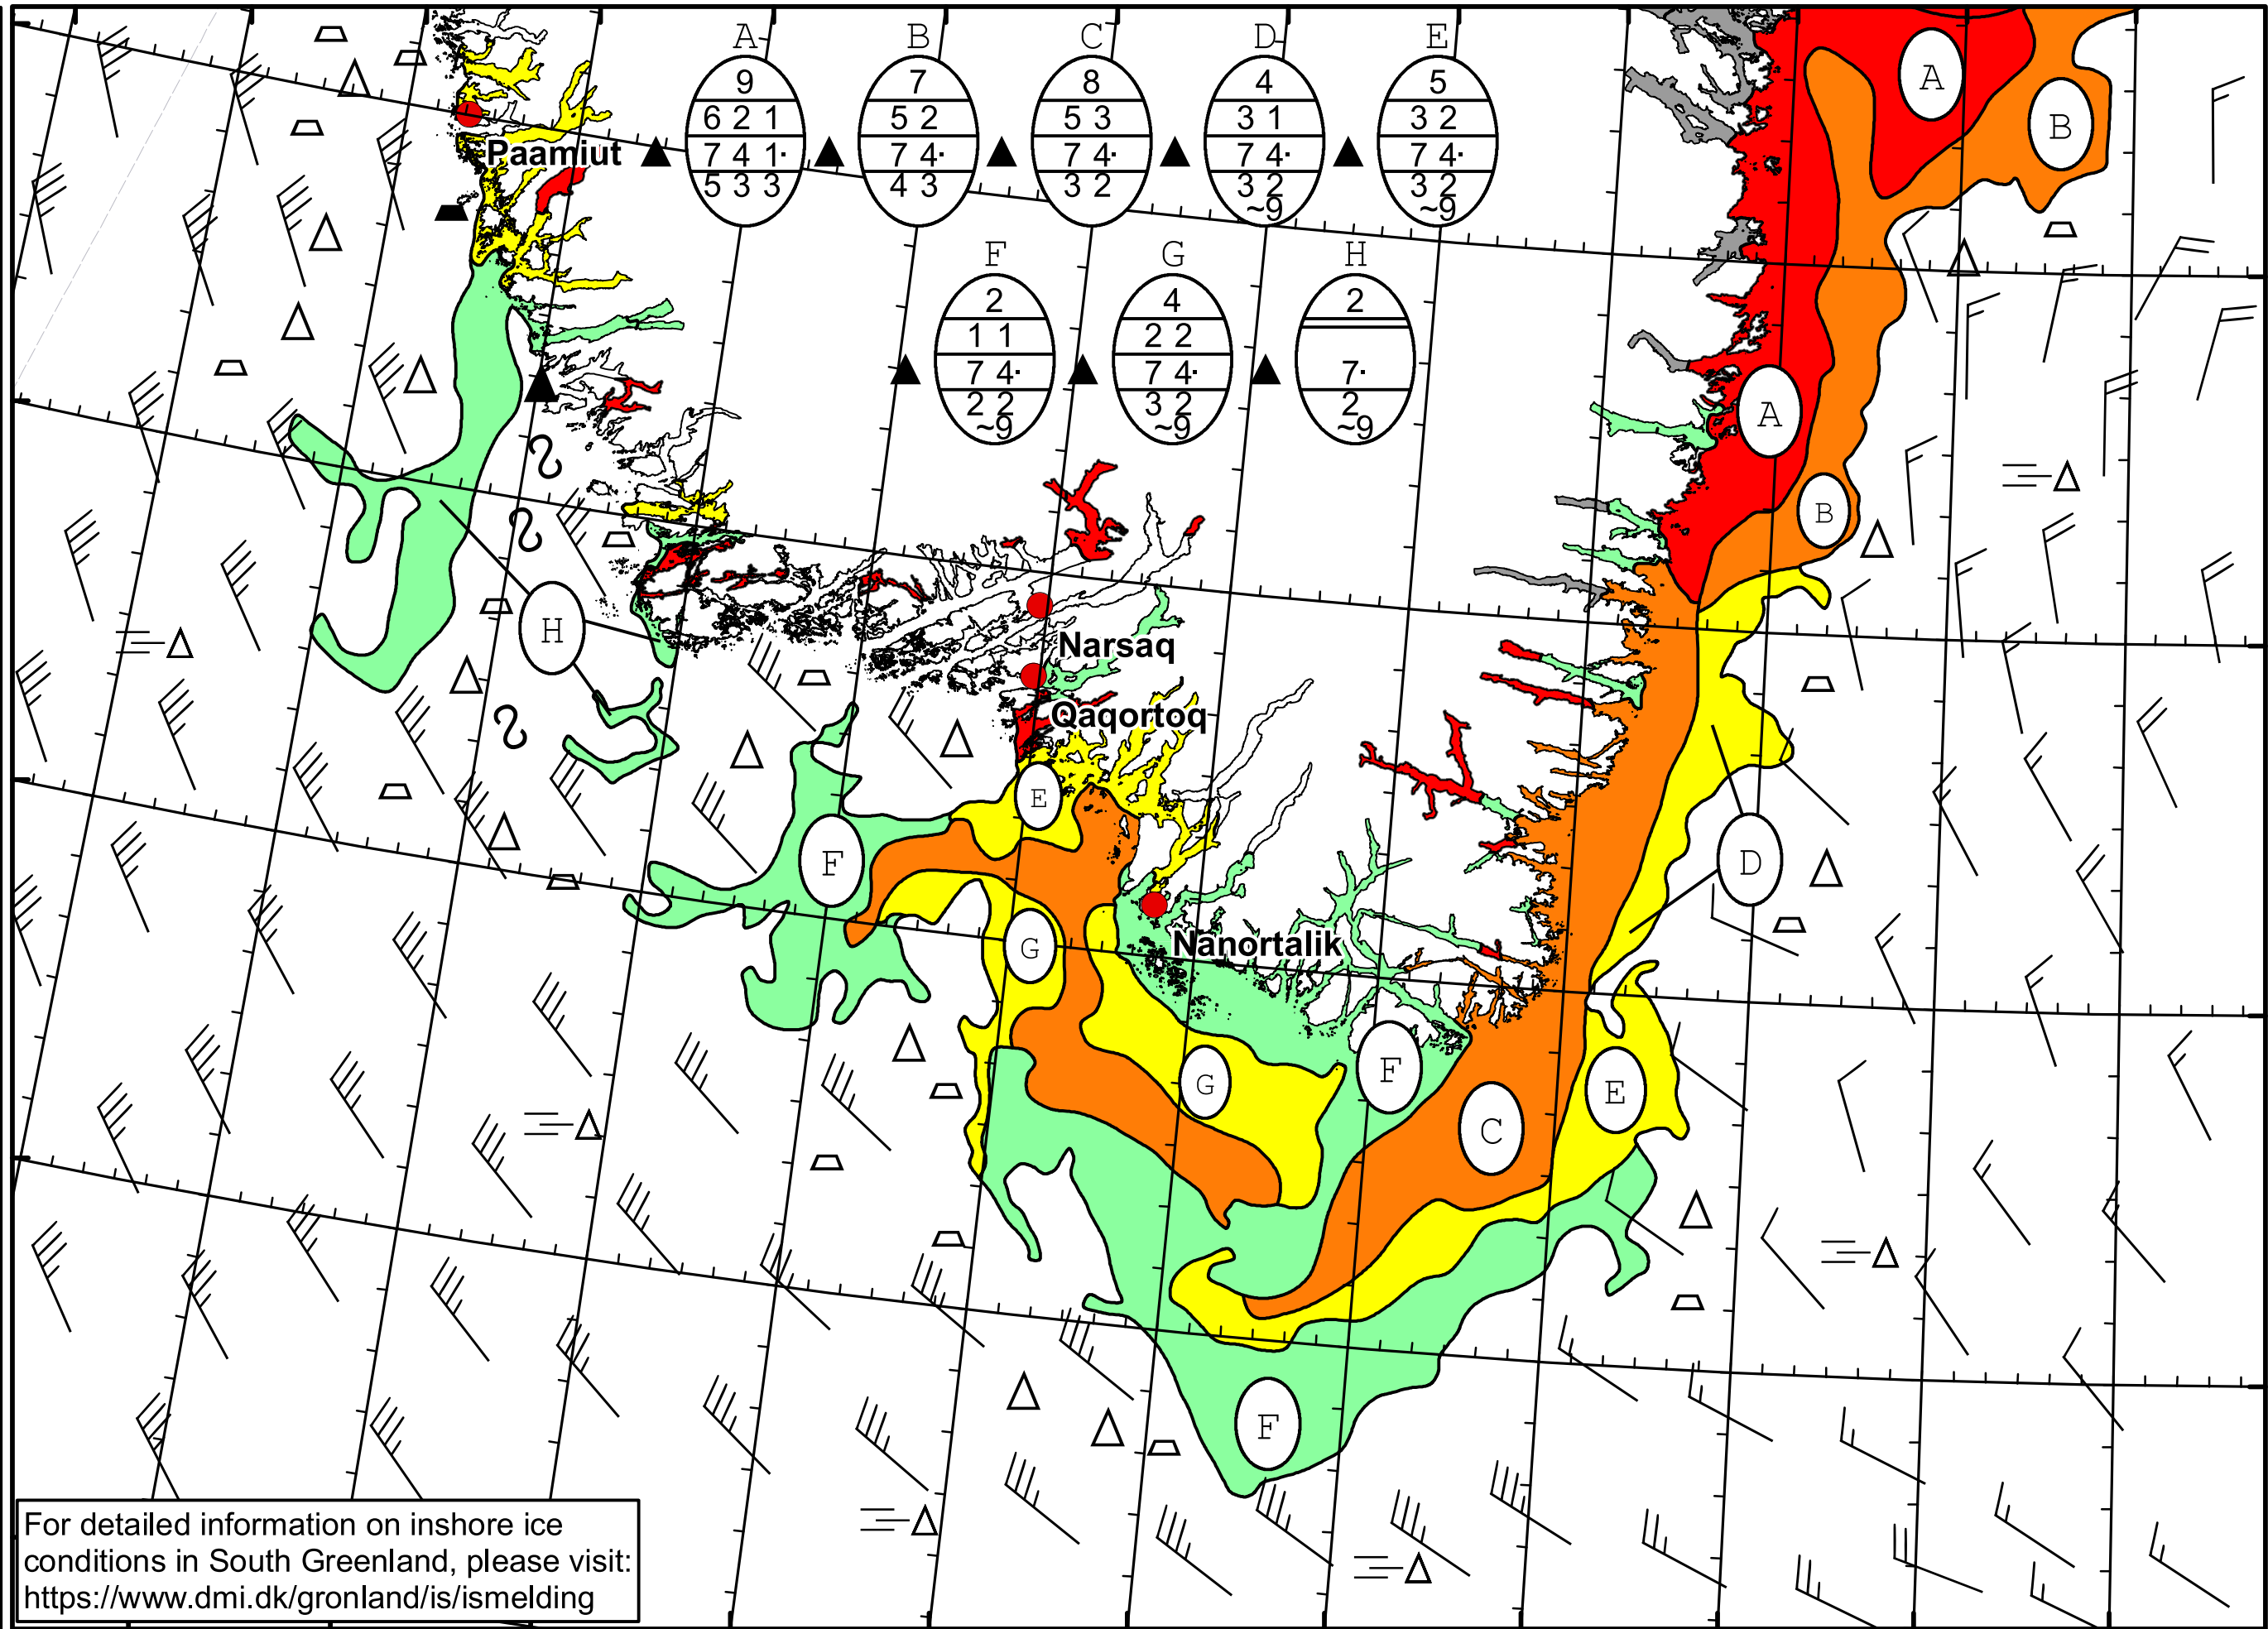 A B C D E
9 7 8 4 5
6 2 1 5 2 5 3 3 1 3 2
7 4 1· 7 4· 7 4· 7 4· 7 4·
5 3 3 4 3 3 2 3 2 3 2
~9 ~9
F G H
2 4 2
1 1 2 2
7 4· 7 4· 7·
2 2 3 2 2
~9 ~9 ~9
A
B
Paamiut
A
B
H
Narsaq
Qaqortoq
E
F
D
G
Nanortalik
G
F
E
C
F
For detailed information on inshore ice
conditions in South Greenland, please visit:
https://www.dmi.dk/gronland/is/ismelding